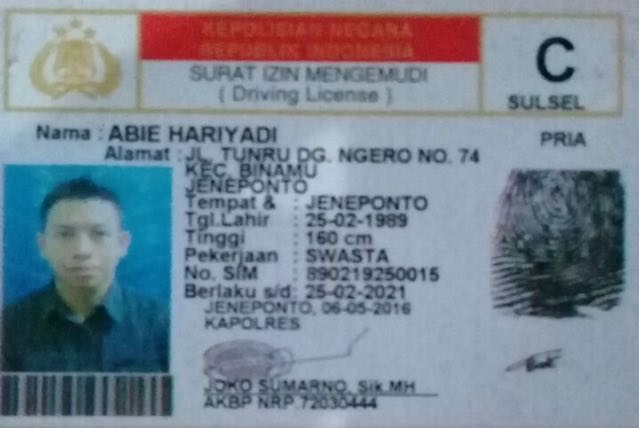 KEPOLISIAN NEGARA
REPUBLIK INDONESIA
SURAT IZIN MENGEMUDI
( Driving License )
C
SULSEL
Nama : ABIE HARIYADI
PRIA
Alamat : JL. TUNRU DG. NGERO NO. 74
KEC. BINAMU
JENEPONTO
Tempat & : JENEPONTO
Tgl.Lahir : 25-02-1989
Tinggi : 160 cm
Pekerjaan : SWASTA
No. SIM : 890219250015
Berlaku s/d : 25-02-2021
JENEPONTO, 06-05-2016
KAPOLRES
JOKO SUMARNO, Sik.MH
AKBP NRP 72030444